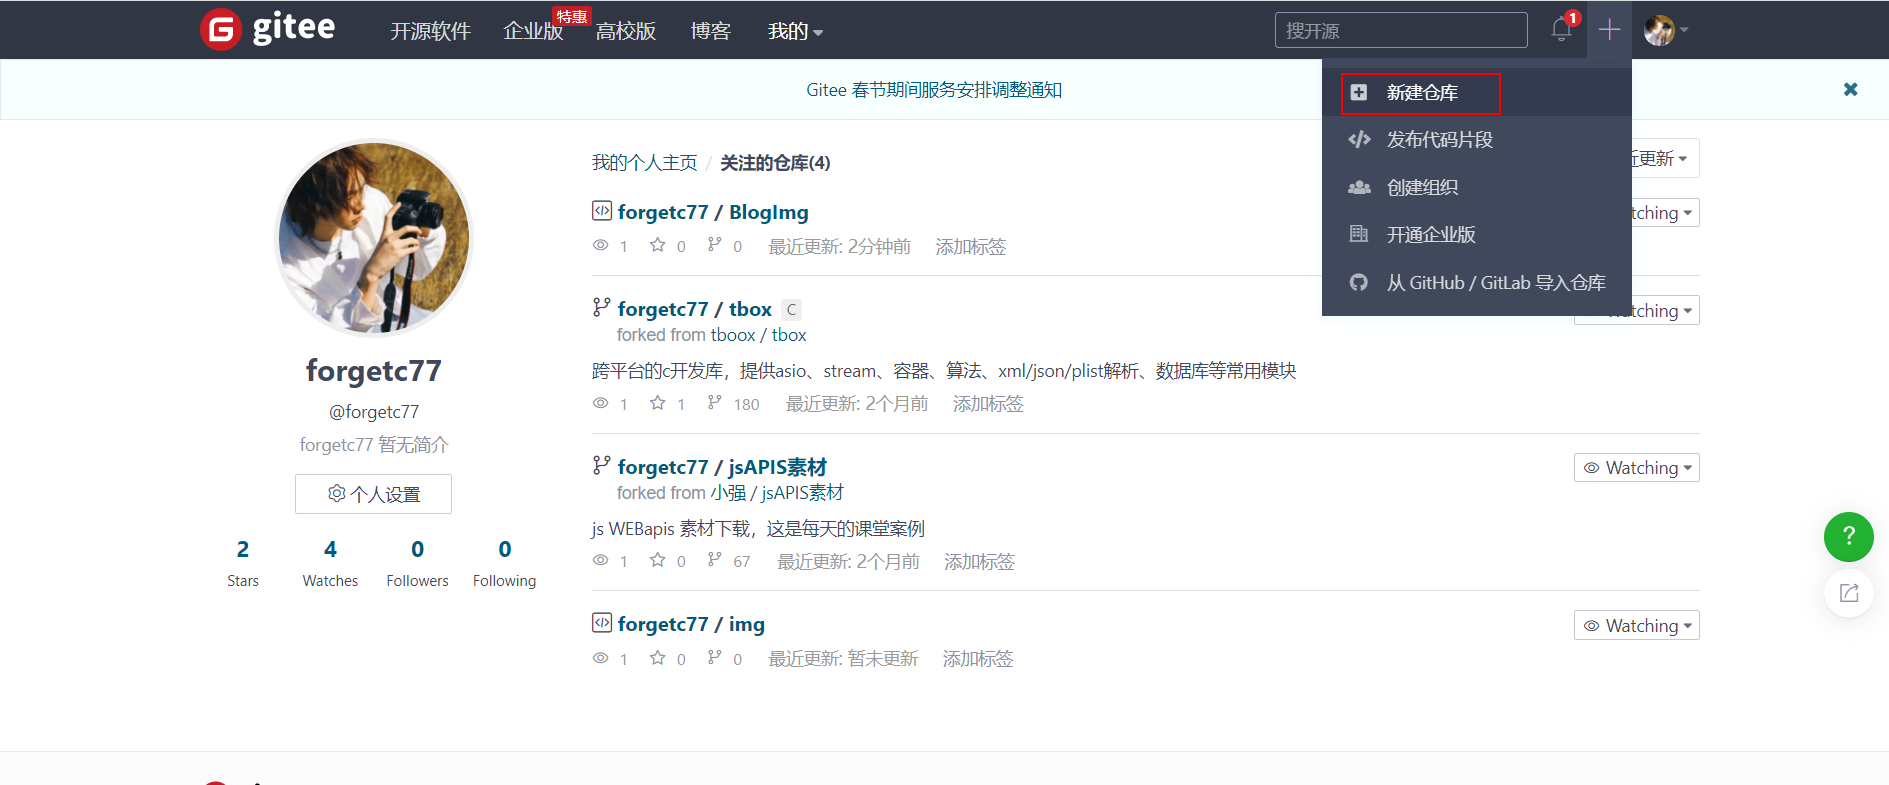 gitee 开源软件 企业版 特惠 高校版 博客 我的 搜开源 1
Gitee 春节期间服务安排调整通知
新建仓库
发布代码片段
创建组织
开通企业版
从 GitHub / GitLab 导入仓库
forgetc77
@forgetc77
forgetc77 暂无简介
个人设置
2 4 0 0
Stars Watches Followers Following
我的个人主页 / 关注的仓库(4) 更新
forgetc77 / BlogImg tching
1 0 0 最近更新: 2分钟前 添加标签
forgetc77 / tbox C tching
forked from tboox / tbox
跨平台的c开发库，提供asio、stream、容器、算法、xml/json/plist解析、数据库等常用模块
1 1 180 最近更新: 2个月前 添加标签
forgetc77 / jsAPIS素材 Watching
forked from 小强 / jsAPIS素材
js WEBapis 素材下载，这是每天的课堂案例
1 0 67 最近更新: 2个月前 添加标签
forgetc77 / img Watching
1 0 0 最近更新: 暂未更新 添加标签
?